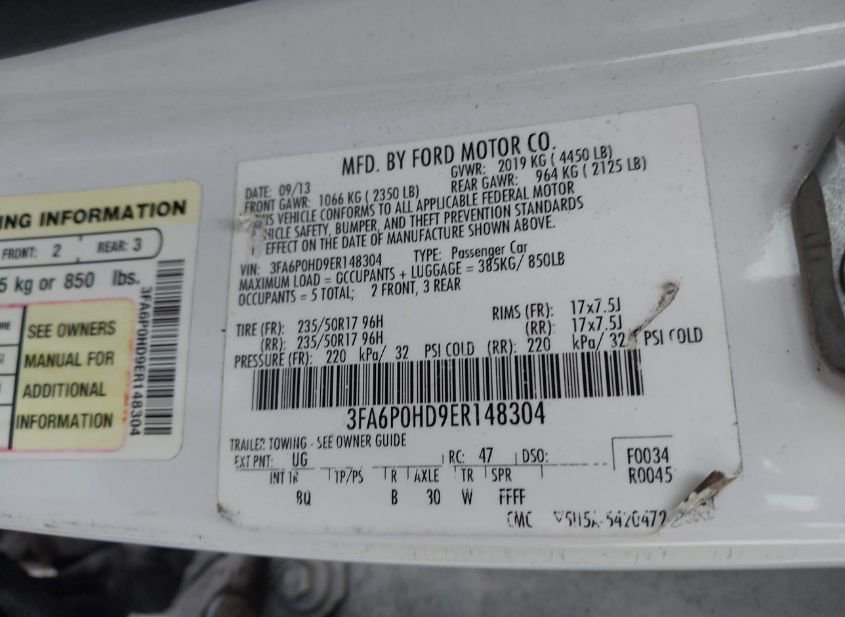 NG INFORMATION
FRONT: 2 REAR: 3
5 kg or 850 lbs.
SEE OWNERS
MANUAL FOR
ADDITIONAL
INFORMATION
3FA6P0HD9ER148304
MFD. BY FORD MOTOR CO.
DATE: 09/13 GVWR: 2019 KG ( 4450 LB)
FRONT GAWR: 1066 KG ( 2350 LB) REAR GAWR: 964 KG ( 2125 LB)
VEHICLE CONFORMS TO ALL APPLICABLE FEDERAL MOTOR
SAFETY, BUMPER, AND THEFT PREVENTION STANDARDS
EFFECT ON THE DATE OF MANUFACTURE SHOWN ABOVE.
VIN: 3FA6P0HD9ER148304 TYPE: Passenger Car
MAXIMUM LOAD = OCCUPANTS + LUGGAGE = 385KG/ 850LB
OCCUPANTS = 5 TOTAL; 2 FRONT, 3 REAR
TIRE (FR): 235/50R17 96H RIMS (FR): 17x7.5J
(RR): 235/50R17 96H (RR): 17x7.5J
PRESSURE (FR): 220 kPa/ 32 PSI COLD (RR): 220 kPa/ 32 PSI COLD
3FA6P0HD9ER148304
TRAILER TOWING - SEE OWNER GUIDE
EXT PNT: UG RC: 47 DSO: F0034
INT TR TP/PS R AXLE TR SPR R0045
8Q B 30 W FFFF